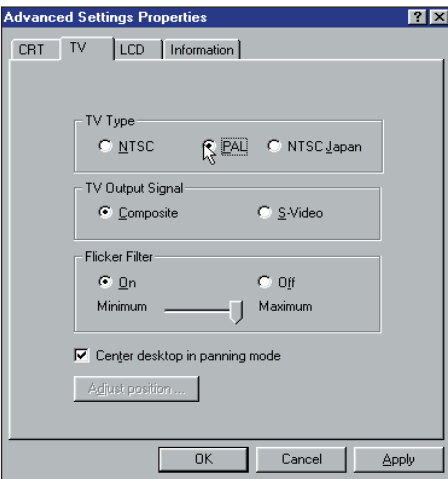 Advanced Settings Properties
CRT TV LCD Information
TV Type
NTSC PAL NTSC Japan
TV Output Signal
Composite S-Video
Flicker Filter
On Off
Minimum Maximum
Center desktop in panning mode
Adjust position ...
OK Cancel Apply